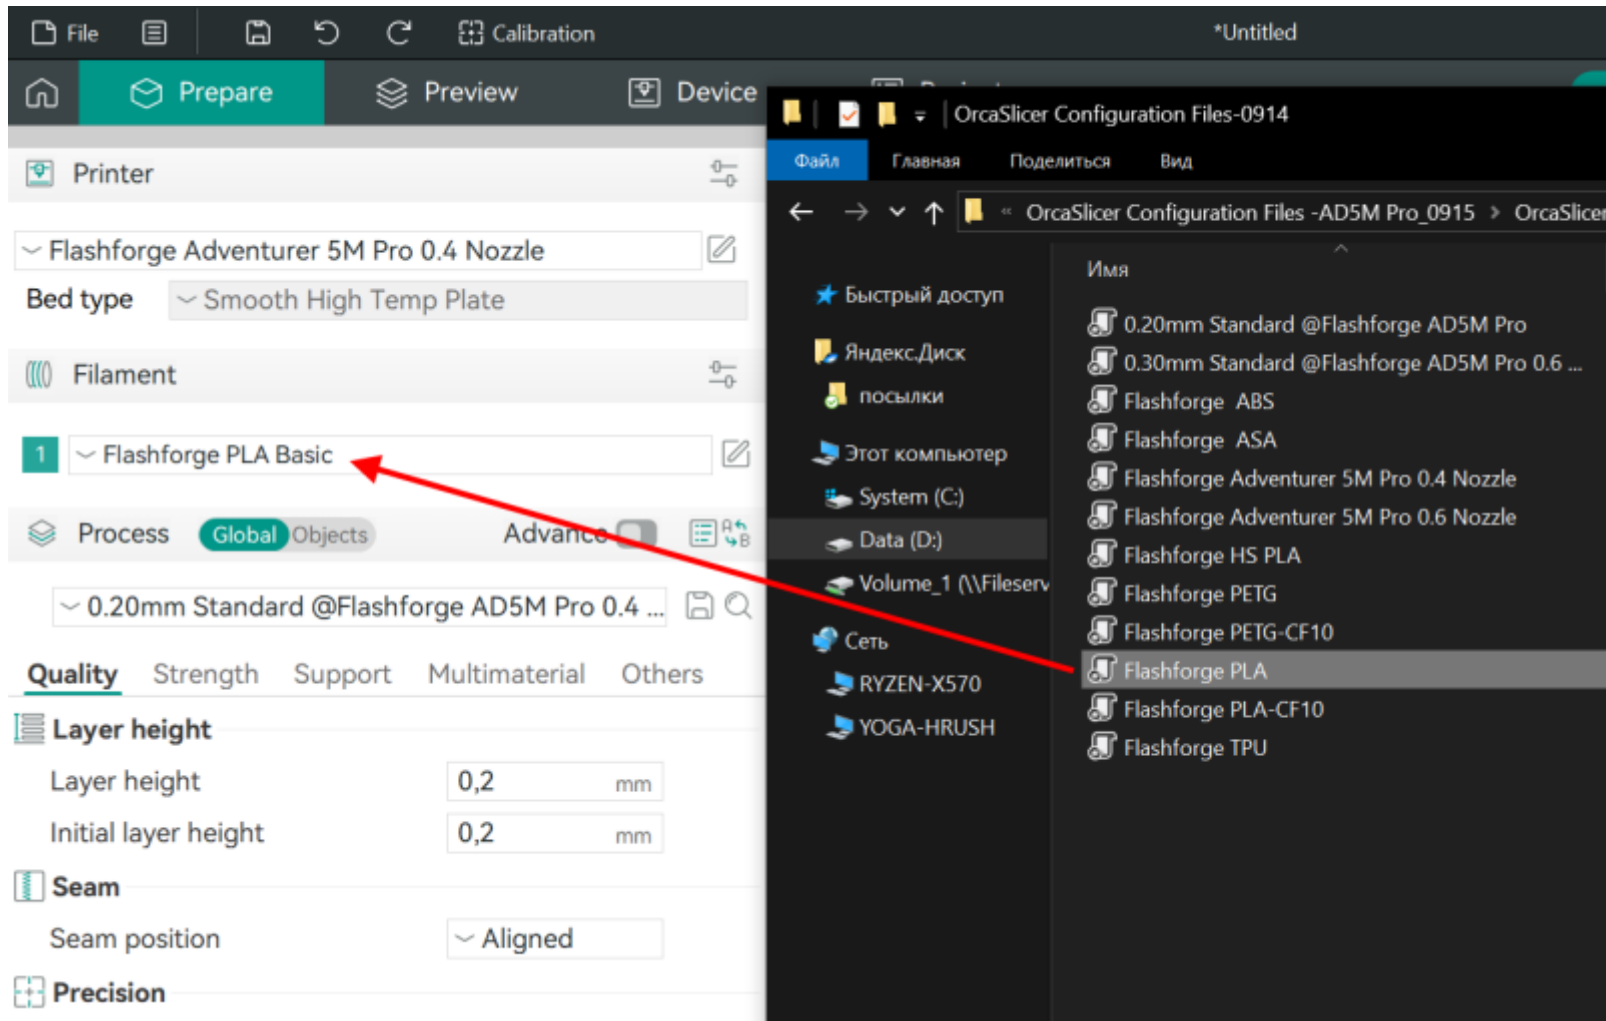 File
Calibration
*Untitled
Prepare
Preview
Device
Printer
Flashforge Adventurer 5M Pro 0.4 Nozzle
Bed type
Smooth High Temp Plate
Filament
1
Flashforge PLA Basic
Process
Global
Objects
Advance
0.20mm Standard @Flashforge AD5M Pro 0.4 ...
Quality
Strength
Support
Multimaterial
Others
Layer height
Layer height
0,2
mm
Initial layer height
0,2
mm
Seam
Seam position
Aligned
Precision
OrcaSlicer Configuration Files-0914
Файл
Главная
Поделиться
Вид
« OrcaSlicer Configuration Files -AD5M Pro_0915 > OrcaSlicer
Быстрый доступ
Яндекс.Диск
посылки
Этот компьютер
System (C:)
Data (D:)
Volume_1 (\\Fileserv
Сеть
RYZEN-X570
YOGA-HRUSH
Имя
0.20mm Standard @Flashforge AD5M Pro
0.30mm Standard @Flashforge AD5M Pro 0.6 ...
Flashforge  ABS
Flashforge  ASA
Flashforge Adventurer 5M Pro 0.4 Nozzle
Flashforge Adventurer 5M Pro 0.6 Nozzle
Flashforge HS PLA
Flashforge PETG
Flashforge PETG-CF10
Flashforge PLA
Flashforge PLA-CF10
Flashforge TPU